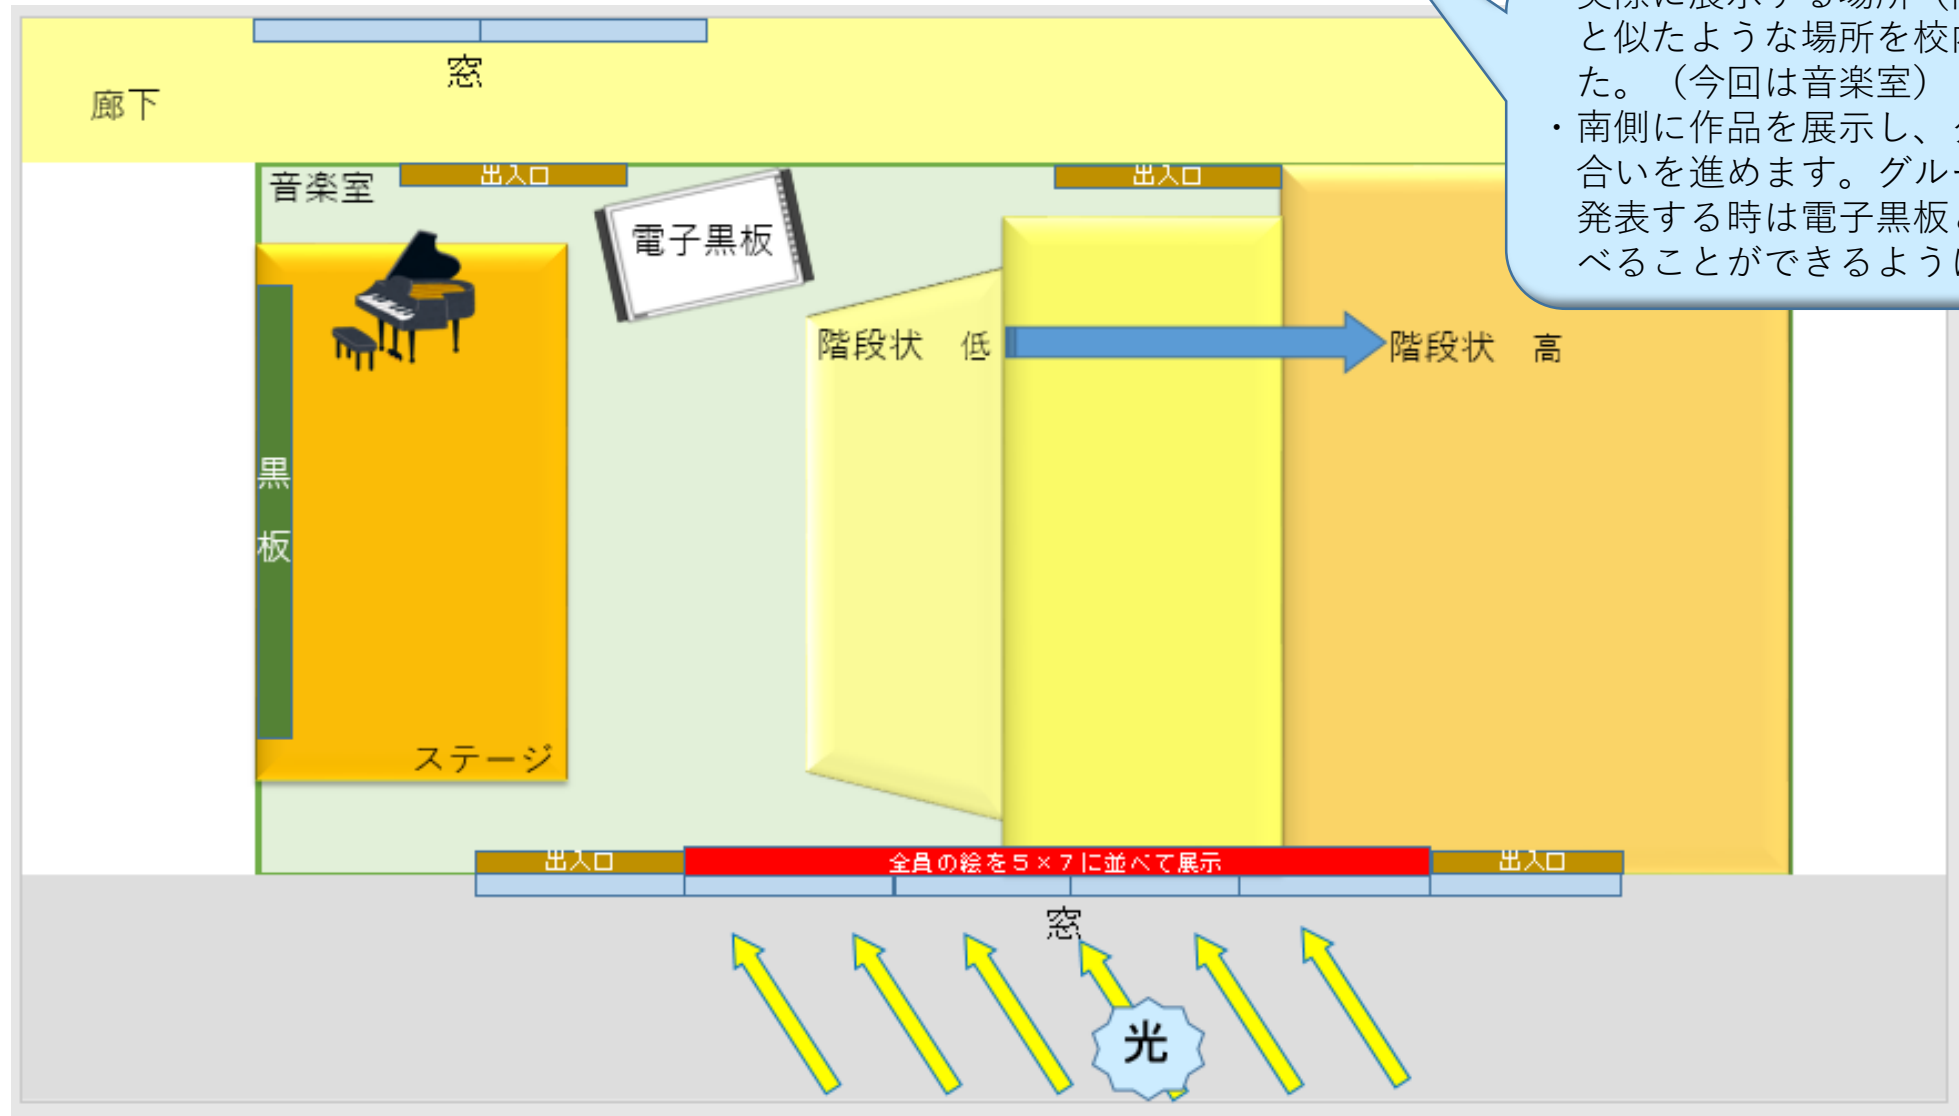 と似たような場所を校
た。（今回は音楽室）
・南側に作品を展示し、
合いを進めます。グル
発表する時は電子黒板
べることができるよう
窓
廊下
音楽室
出入口
出入口
電子黒板
階段状　低
階段状　高
黒
板
ステージ
出入口
全員の絵を５×７に並べて展示
出入口
窓
光